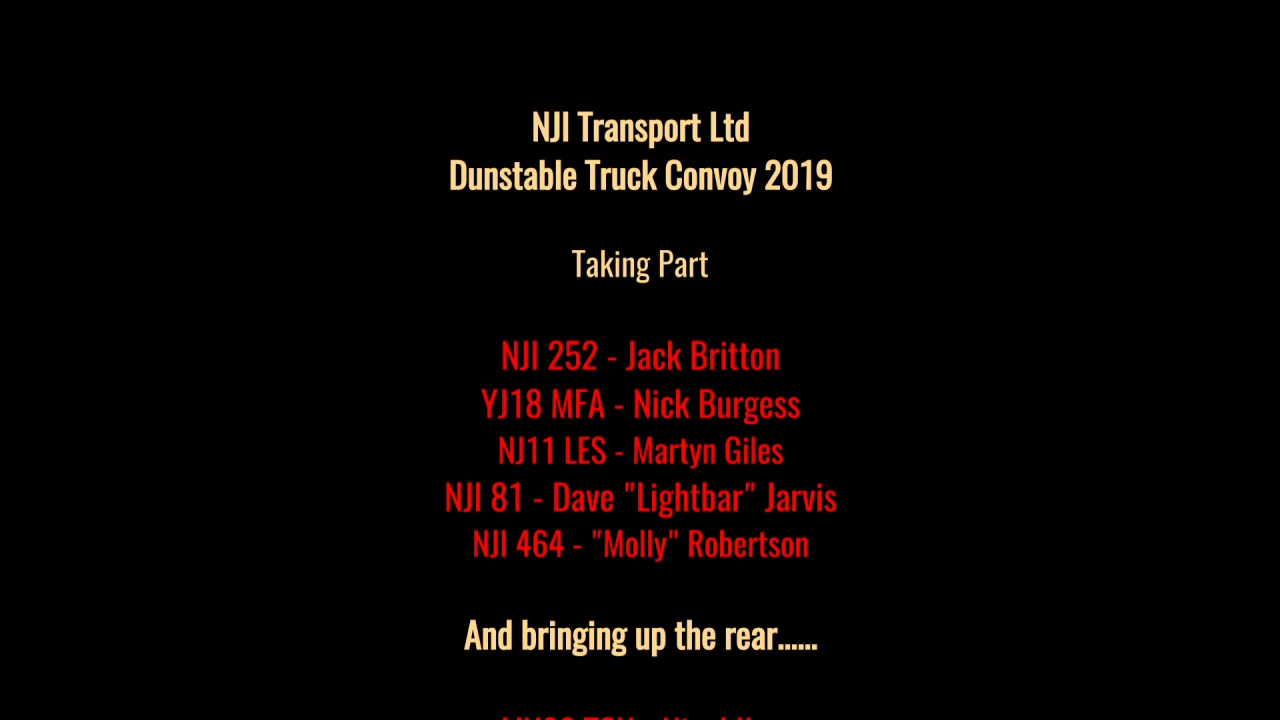 NJI Transport Ltd
Dunstable Truck Convoy 2019
Taking Part
NJI 252 - Jack Britton
YJ18 MFA - Nick Burgess
NJ11 LES - Martyn Giles
NJI 81 - Dave "Lightbar" Jarvis
NJI 464 - "Molly" Robertson
And bringing up the rear......